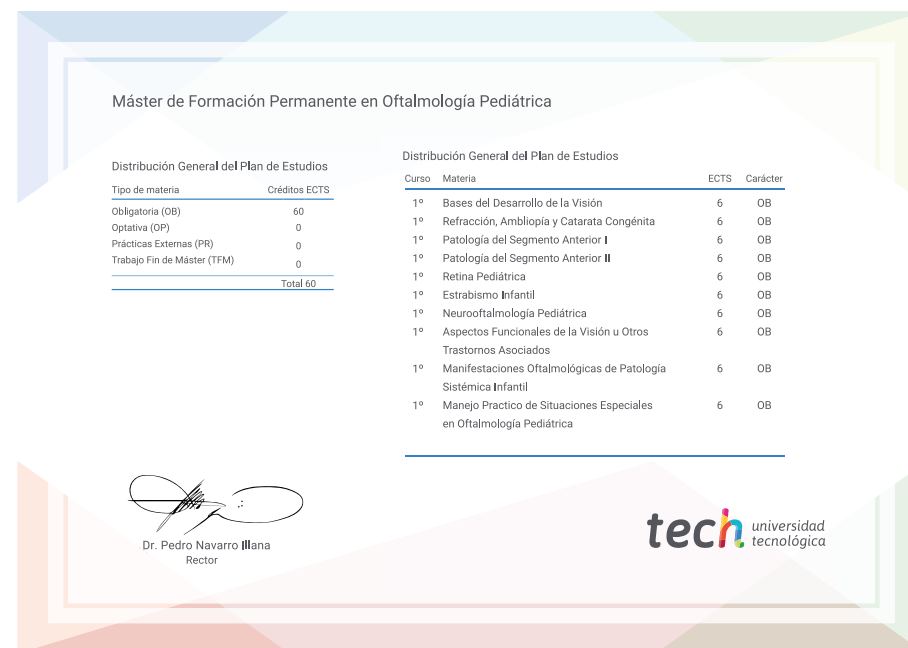 Máster de Formación Permanente en Oftalmología Pediátrica
Distribución General del Plan de Estudios
Tipo de materia Créditos ECTS
Obligatoria (OB) 60
Optativa (OP) 0
Prácticas Externas (PR) 0
Trabajo Fin de Máster (TFM) 0
Total 60
Distribución General del Plan de Estudios
Curso Materia ECTS Carácter
1º Bases del Desarrollo de la Visión 6 OB
1º Refracción, Ambliopía y Catarata Congénita 6 OB
1º Patología del Segmento Anterior I 6 OB
1º Patología del Segmento Anterior II 6 OB
1º Retina Pediátrica 6 OB
1º Estrabismo Infantil 6 OB
1º Neurooftalmología Pediátrica 6 OB
1º Aspectos Funcionales de la Visión u Otros 6 OB
Trastornos Asociados
1º Manifestaciones Oftalmológicas de Patología 6 OB
Sistémica Infantil
1º Manejo Practico de Situaciones Especiales 6 OB
en Oftalmología Pediátrica
Dr. Pedro Navarro Illana
Rector
tech universidad
tecnológica